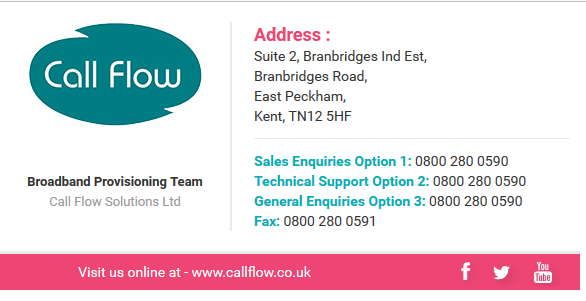 Call Flow
Broadband Provisioning Team
Call Flow Solutions Ltd
Address :
Suite 2, Branbridges Ind Est,
Branbridges Road,
East Peckham,
Kent, TN12 5HF
Sales Enquiries Option 1: 0800 280 0590
Technical Support Option 2: 0800 280 0590
General Enquiries Option 3: 0800 280 0590
Fax: 0800 280 0591
Visit us online at - www.callflow.co.uk
f
You
Tube